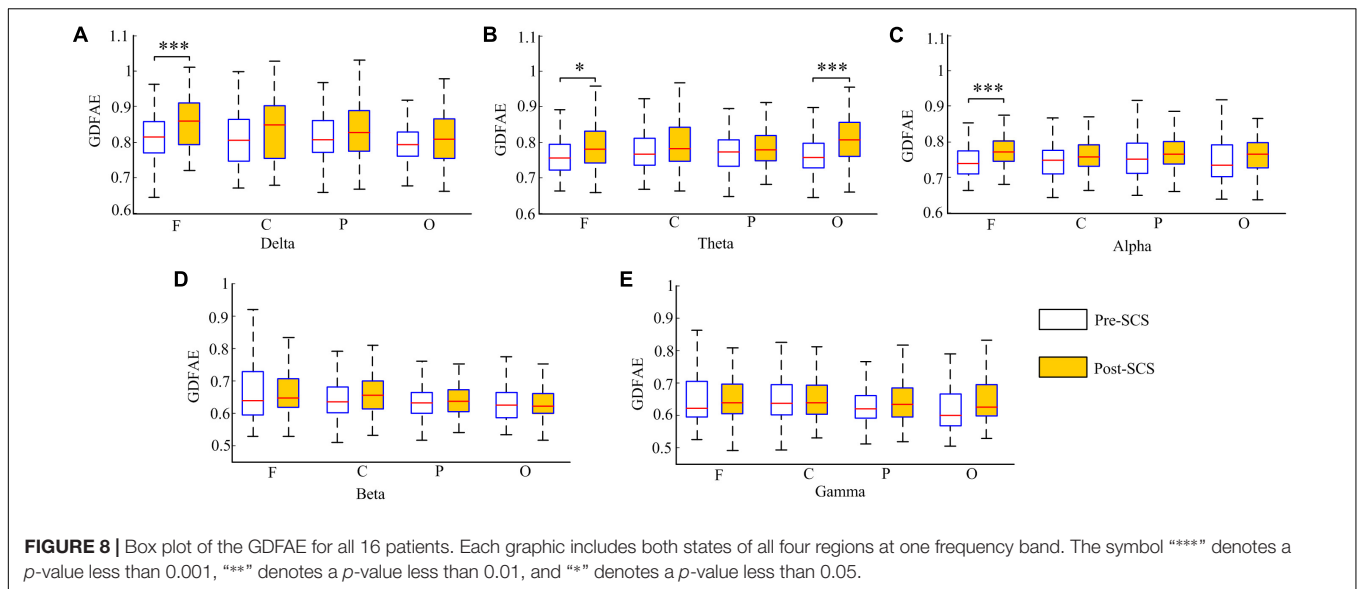 A
1.1
1
0.9
0.8
0.7
0.6
GDFAE
***
F C P O
Delta
B
1.1
1
0.9
0.8
0.7
0.6
GDFAE
* ***
F C P O
Theta
C
1.1
1
0.9
0.8
0.7
0.6
GDFAE
***
F C P O
Alpha
D
1
0.9
0.8
0.7
0.6
0.5
GDFAE
F C P O
Beta
E
1
0.9
0.8
0.7
0.6
0.5
GDFAE
F C P O
Gamma
Pre-SCS
Post-SCS
FIGURE 8 | Box plot of the GDFAE for all 16 patients. Each graphic includes both states of all four regions at one frequency band. The symbol “***” denotes a
p-value less than 0.001, “**” denotes a p-value less than 0.01, and “*” denotes a p-value less than 0.05.